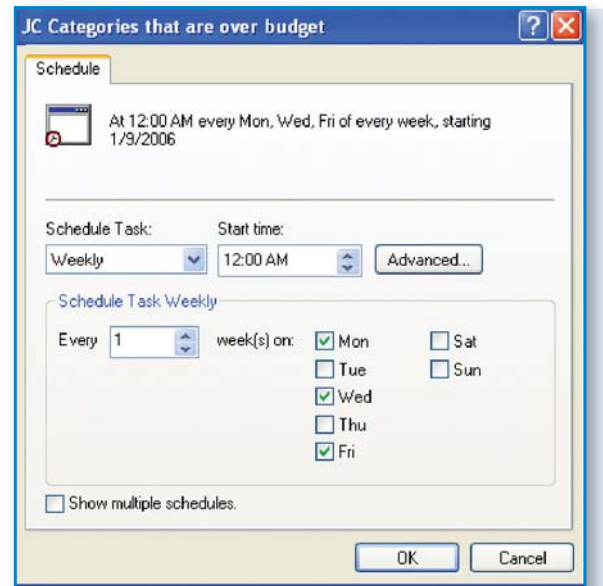 JC Categories that are over budget
Schedule
At 12:00 AM every Mon, Wed, Fri of every week, starting
1/9/2006
Schedule Task: Start time:
Weekly 12:00 AM Advanced...
Schedule Task Weekly
Every 1 week(s) on: Mon Sat
Tue Sun
Wed
Thu
Fri
Show multiple schedules.
OK Cancel